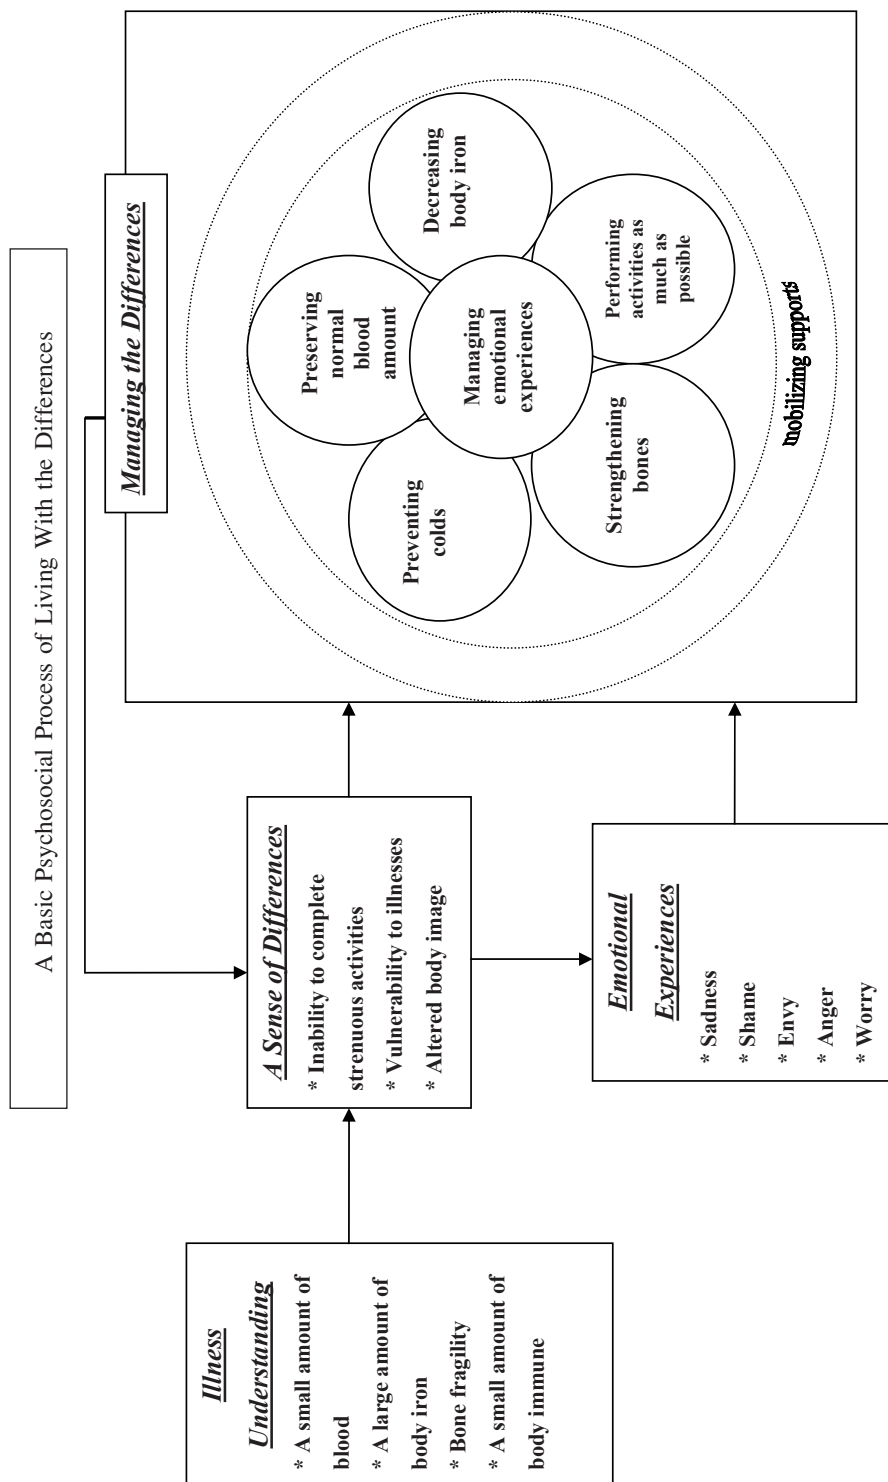 A Basic Psychosocial Process of Living With the Differences
Illness
Understanding
* A small amount of
blood
* A large amount of
body iron
* Bone fragility
* A small amount of
body immune
A Sense of Differences
* Inability to complete
strenuous activities
* Vulnerability to illnesses
* Altered body image
Emotional
Experiences
* Sadness
* Shame
* Envy
* Anger
* Worry
Managing the Differences
Preserving
normal
blood
amount
Decreasing
body iron
Preventing
colds
Managing
emotional
experiences
Strengthening
bones
Performing
activities as
much as
possible
mobilizing supports